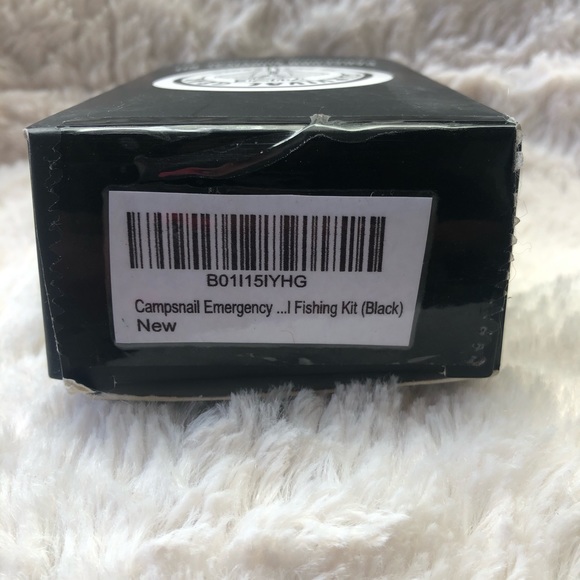 B01I15IYHG
Campsnail Emergency ...l Fishing Kit (Black)
New